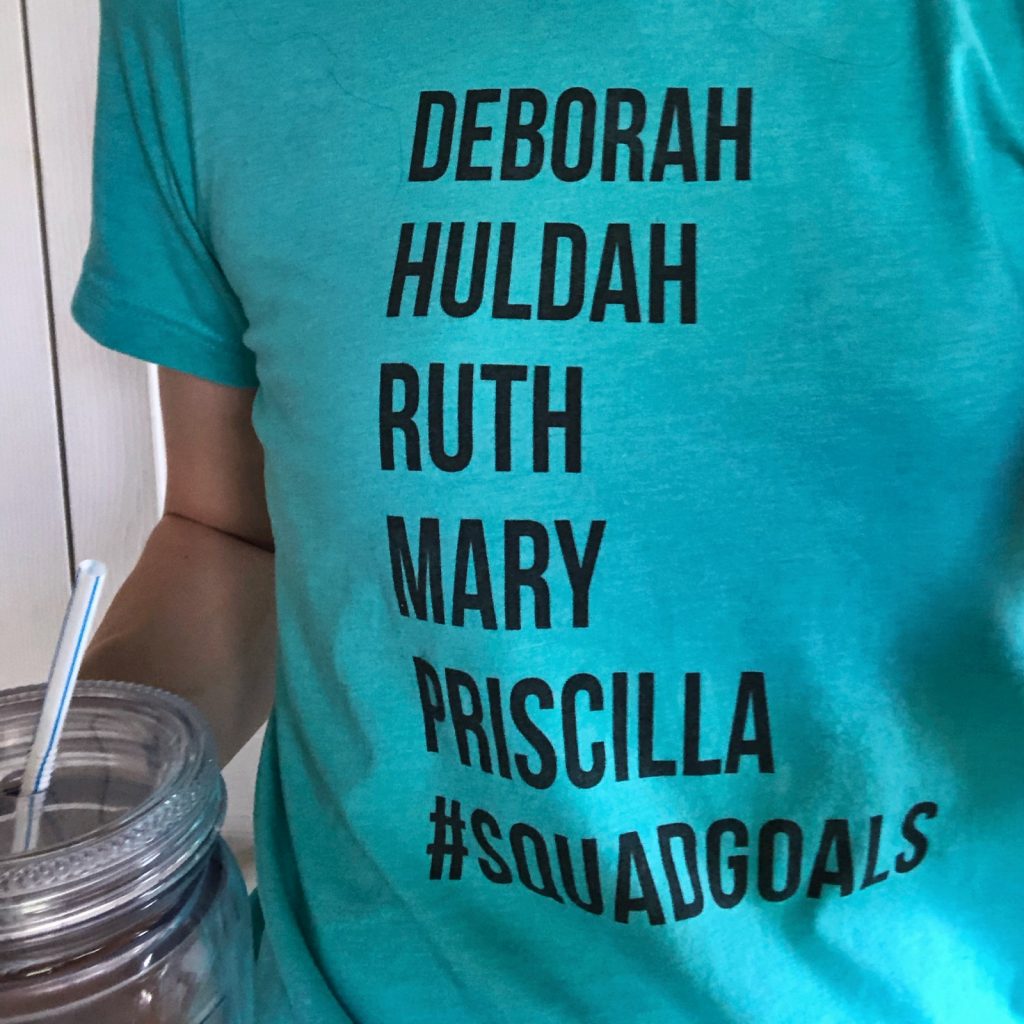 DEBORAH
HULDAH
RUTH
MARY
PRISCILLA
#SQUADGOALS